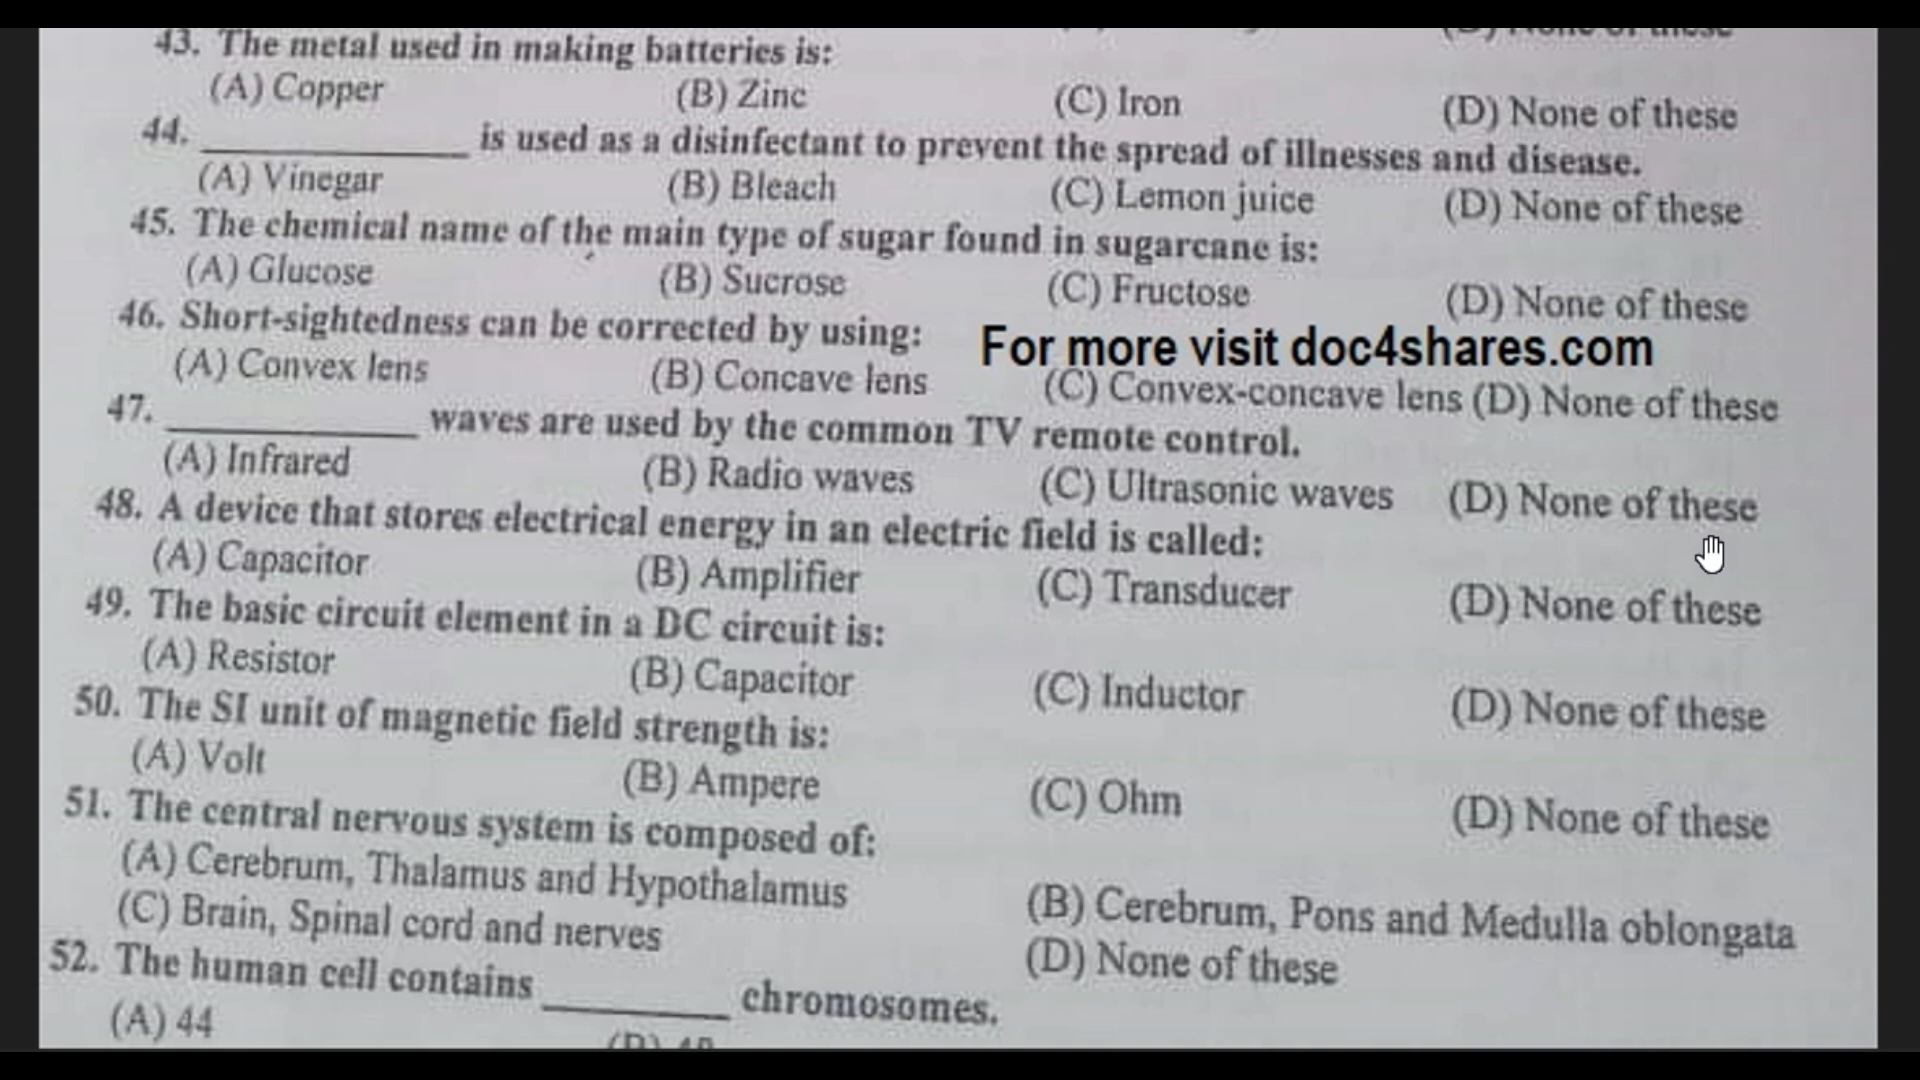 43. The metal used in making batteries is:
(A) Copper (B) Zinc (C) Iron (D) None of these
44. ____________ is used as a disinfectant to prevent the spread of illnesses and disease.
(A) Vinegar (B) Bleach (C) Lemon juice (D) None of these
45. The chemical name of the main type of sugar found in sugarcane is:
(A) Glucose (B) Sucrose (C) Fructose (D) None of these
46. Short-sightedness can be corrected by using:
For more visit doc4shares.com
(A) Convex lens (B) Concave lens (C) Convex-concave lens (D) None of these
47. ____________ waves are used by the common TV remote control.
(A) Infrared (B) Radio waves (C) Ultrasonic waves (D) None of these
48. A device that stores electrical energy in an electric field is called:
(A) Capacitor (B) Amplifier (C) Transducer (D) None of these
49. The basic circuit element in a DC circuit is:
(A) Resistor (B) Capacitor (C) Inductor (D) None of these
50. The SI unit of magnetic field strength is:
(A) Volt (B) Ampere (C) Ohm (D) None of these
51. The central nervous system is composed of:
(A) Cerebrum, Thalamus and Hypothalamus (B) Cerebrum, Pons and Medulla oblongata
(C) Brain, Spinal cord and nerves (D) None of these
52. The human cell contains ________ chromosomes.
(A) 44